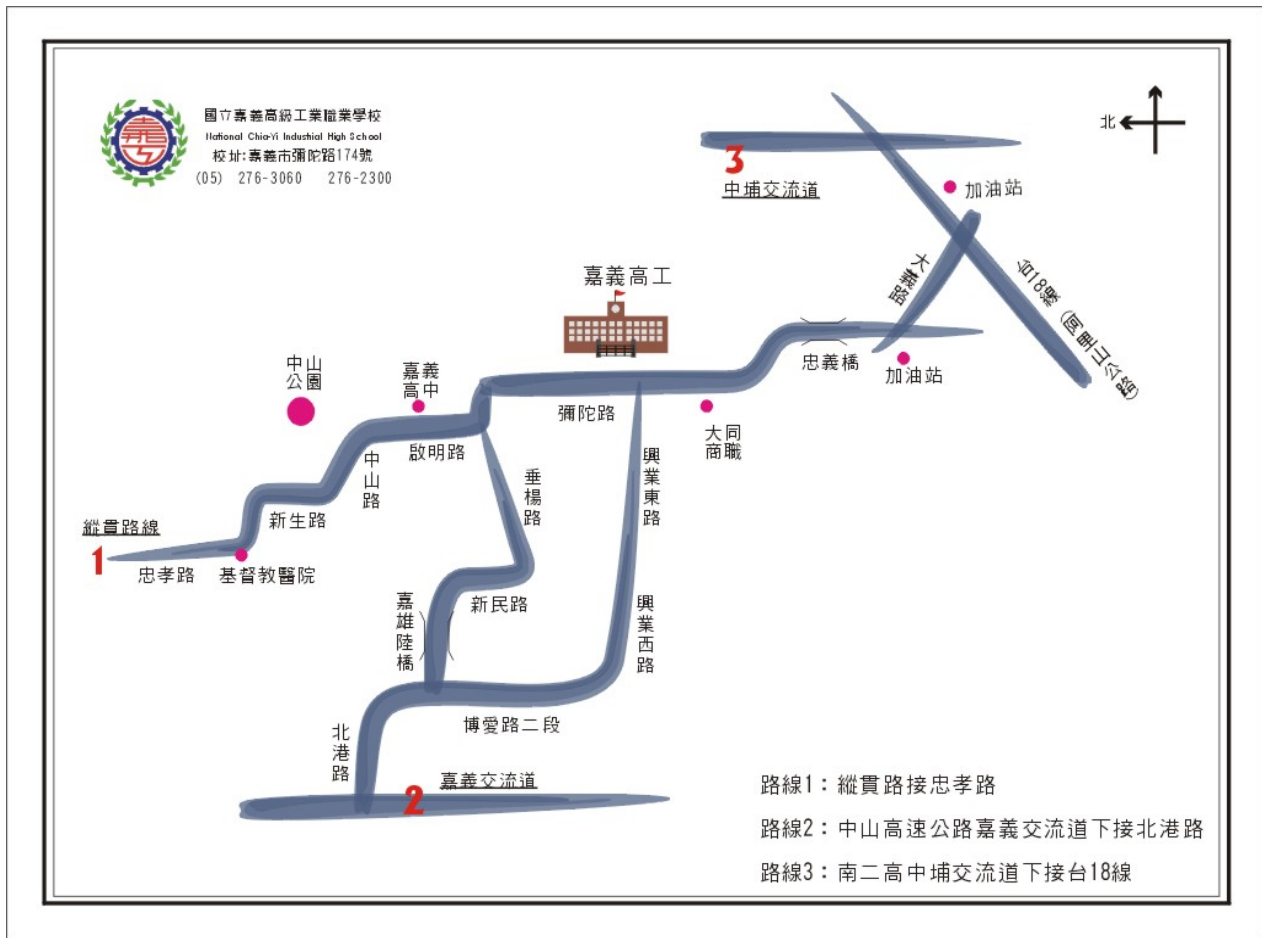 國立嘉義高級工業職業學校
National Chia-Yi Industrial High School
校址:嘉義市彌陀路174號
(05) 276-3060 276-2300
北
3
中埔交流道
加油站
大義路
台18線 (阿里山公路)
嘉義高工
忠義橋
加油站
中山
公園
嘉義
高中
彌陀路
大同
商職
啟明路
中山路
垂楊路
興業東路
新生路
縱貫路線
1
忠孝路
基督教醫院
新民路
嘉雄陸橋
興業西路
博愛路二段
北港路
嘉義交流道
2
路線1：縱貫路接忠孝路
路線2：中山高速公路嘉義交流道下接北港路
路線3：南二高中埔交流道下接台18線